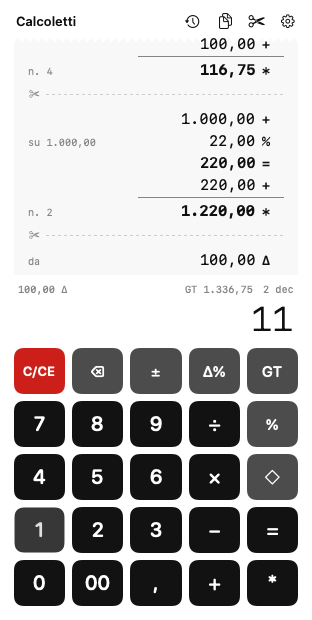 Calcoletti
100,00 +
n. 4 116,75 *
1.000,00 +
su 1.000,00 22,00 %
220,00 =
220,00 +
n. 2 1.220,00 *
da 100,00 Δ
100,00 Δ GT 1.336,75 2 dec
11
C/CE ± Δ% GT
7 8 9 ÷ %
4 5 6 × ◇
1 2 3 − =
0 00 , + *